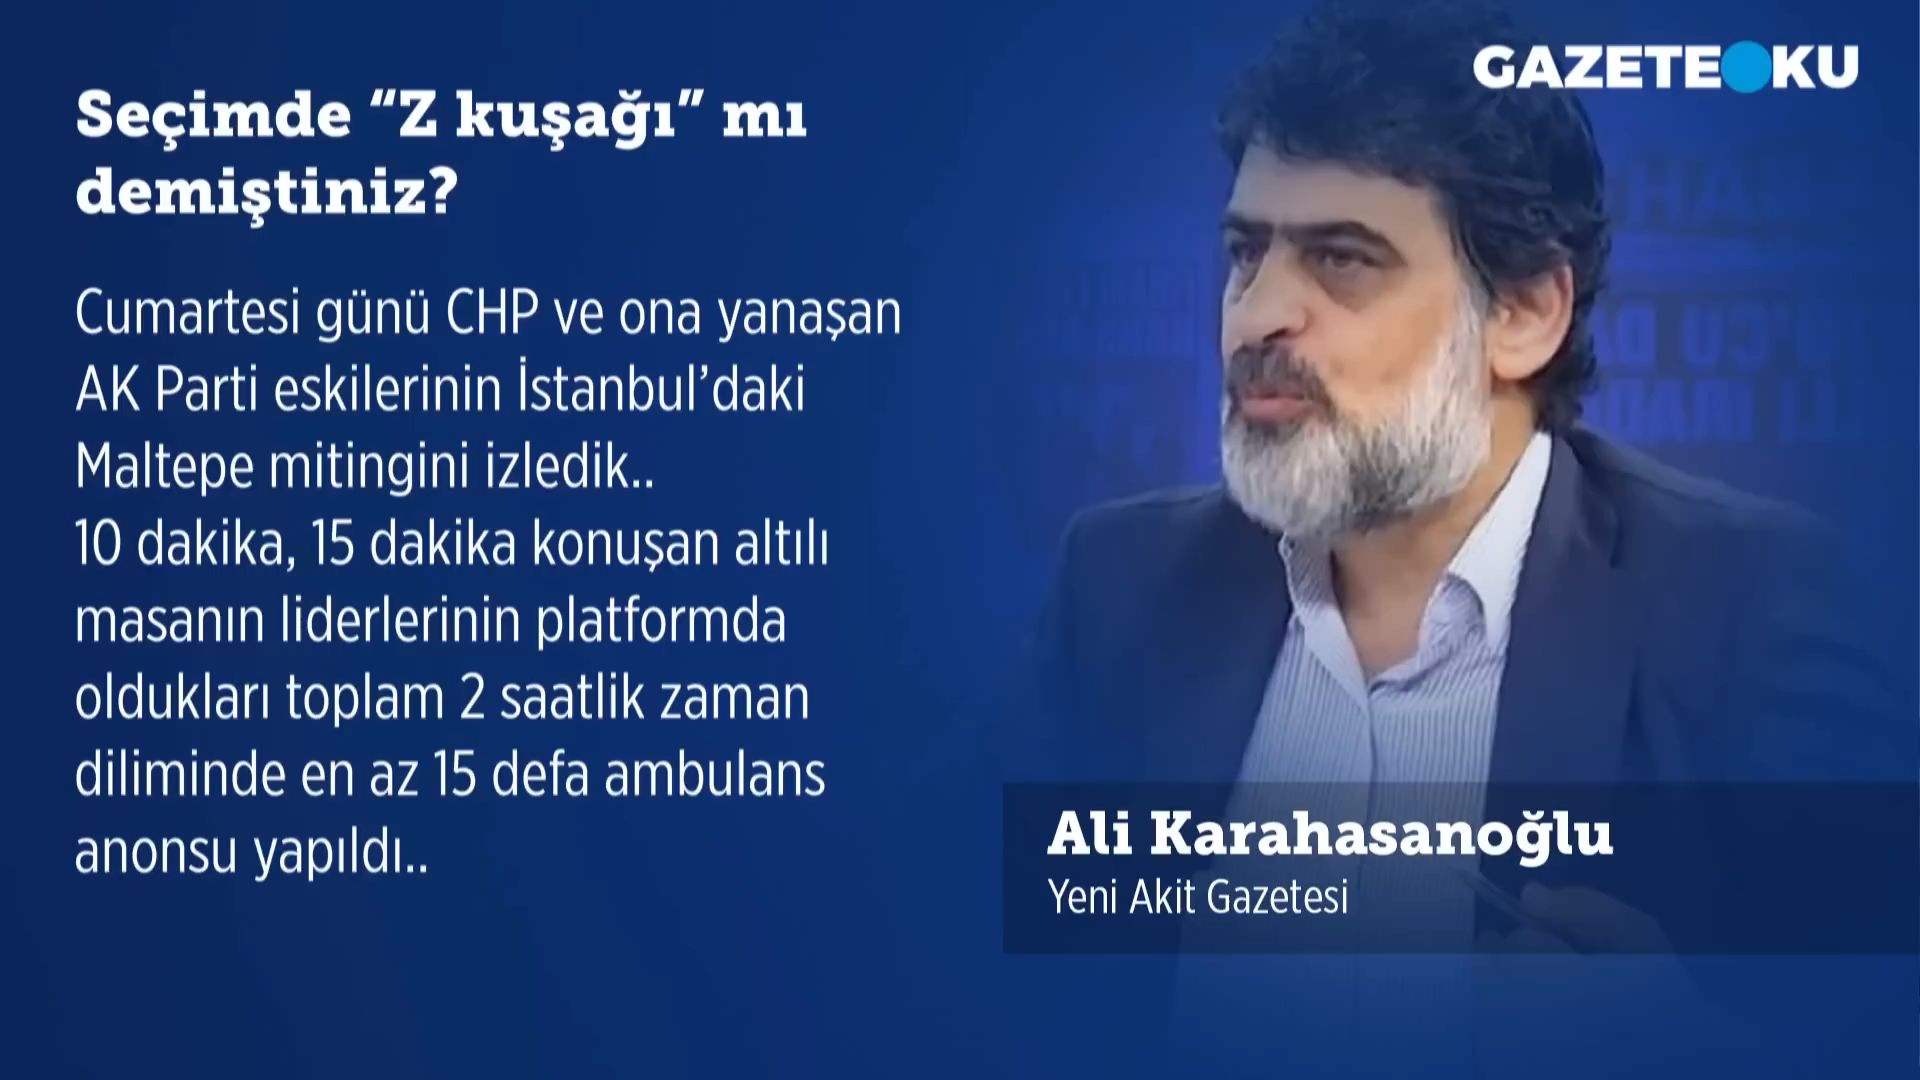 GAZETE OKU
Seçimde “Z kuşağı” mı
demiştiniz?
Cumartesi günü CHP ve ona yanaşan
AK Parti eskilerinin İstanbul’daki
Maltepe mitingini izledik..
10 dakika, 15 dakika konuşan altılı
masanın liderlerinin platformda
oldukları toplam 2 saatlik zaman
diliminde en az 15 defa ambulans
anonsu yapıldı..
Ali Karahasanoğlu
Yeni Akit Gazetesi